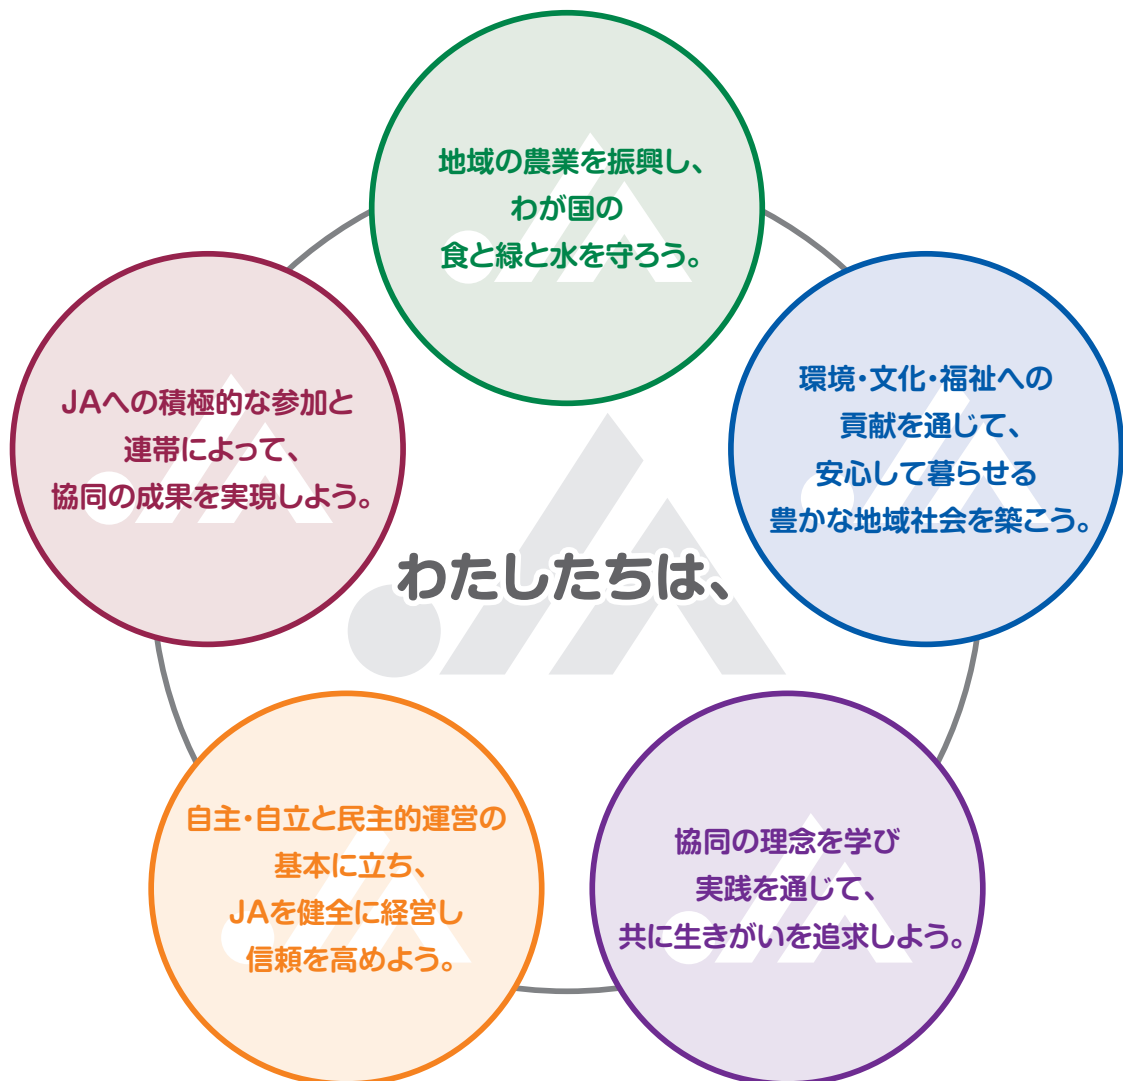 地域の農業を振興し、
わが国の
食と緑と水を守ろう。
環境・文化・福祉への
貢献を通じて、
安心して暮らせる
豊かな地域社会を築こう。
JAへの積極的な参加と
連帯によって、
協同の成果を実現しよう。
わたしたちは、
自主・自立と民主的運営の
基本に立ち、
JAを健全に経営し
信頼を高めよう。
協同の理念を学び
実践を通じて、
共に生きがいを追求しよう。